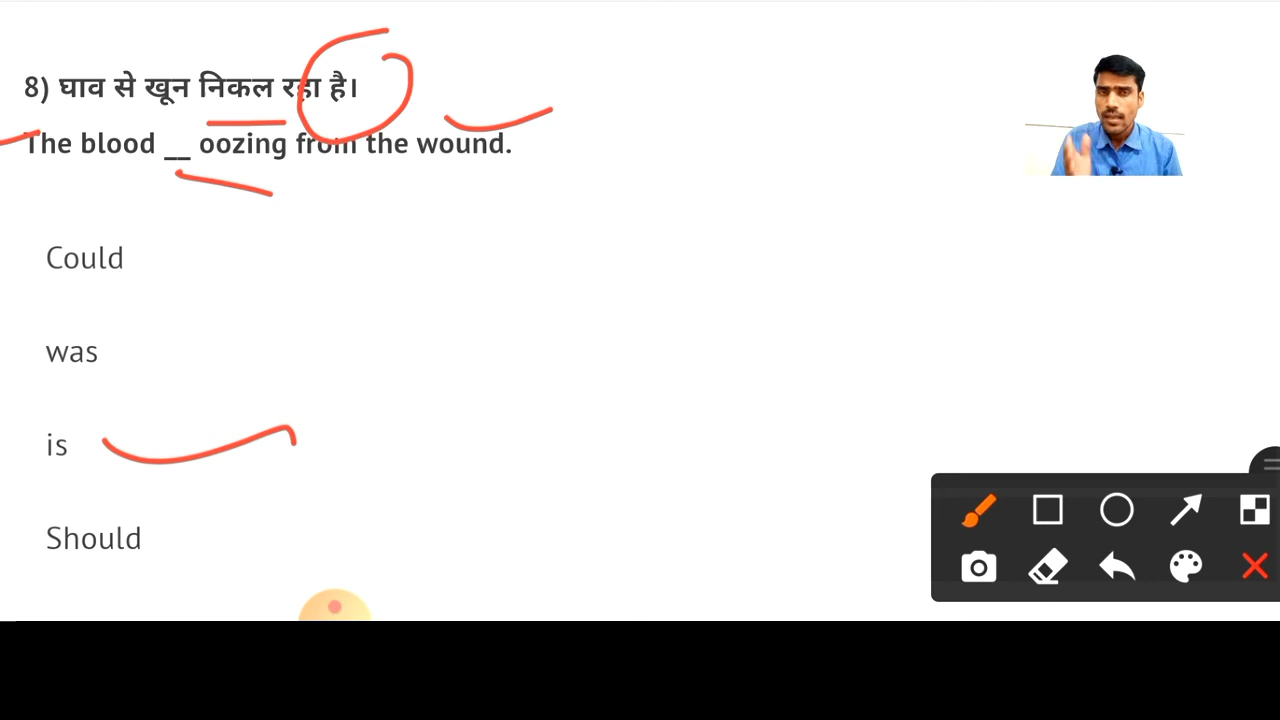 8) घाव से खून निकल रहा है।
The blood __ oozing from the wound.
Could
was
is
Should